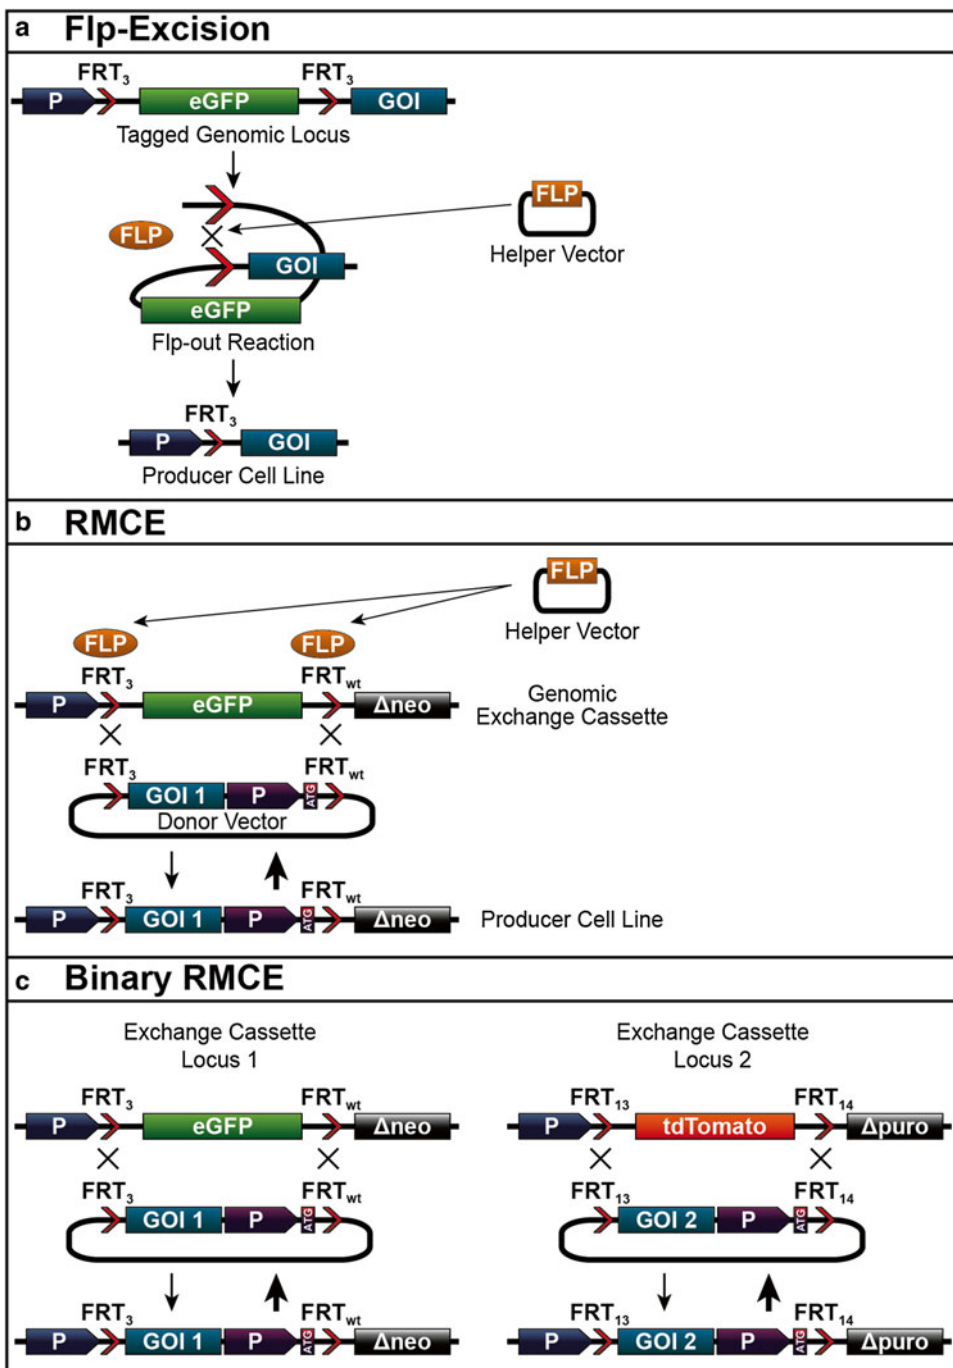 a Flp-Excision
FRT3 FRT3
P eGFP GOI
Tagged Genomic Locus
FLP
FLP
Helper Vector
GOI
eGFP
Flp-out Reaction
FRT3
P GOI
Producer Cell Line
b RMCE
FLP
Helper Vector
FLP FLP
FRT3 FRTwt
P eGFP Δneo
Genomic
Exchange Cassette
FRT3 FRTwt
GOI 1 P ATG
Donor Vector
FRT3 FRTwt
P GOI 1 P ATG Δneo
Producer Cell Line
c Binary RMCE
Exchange Cassette
Locus 1
Exchange Cassette
Locus 2
FRT3 FRTwt FRT13 FRT14
P eGFP Δneo P tdTomato Δpuro
FRT3 FRTwt FRT13 FRT14
GOI 1 P ATG GOI 2 P ATG
FRT3 FRTwt FRT13 FRT14
P GOI 1 P ATG Δneo P GOI 2 P ATG Δpuro